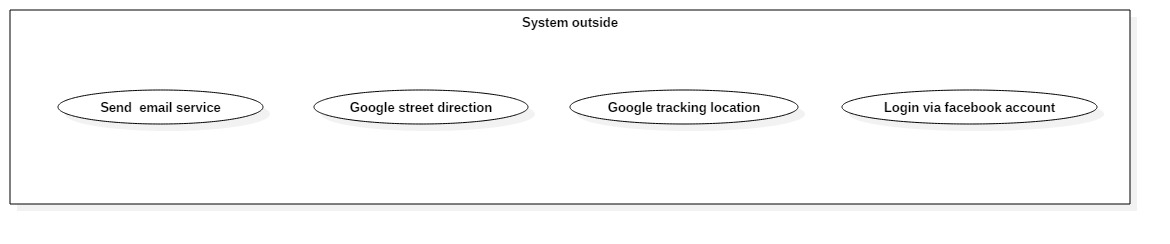 System outside
Send  email service
Google street direction
Google tracking location
Login via facebook account